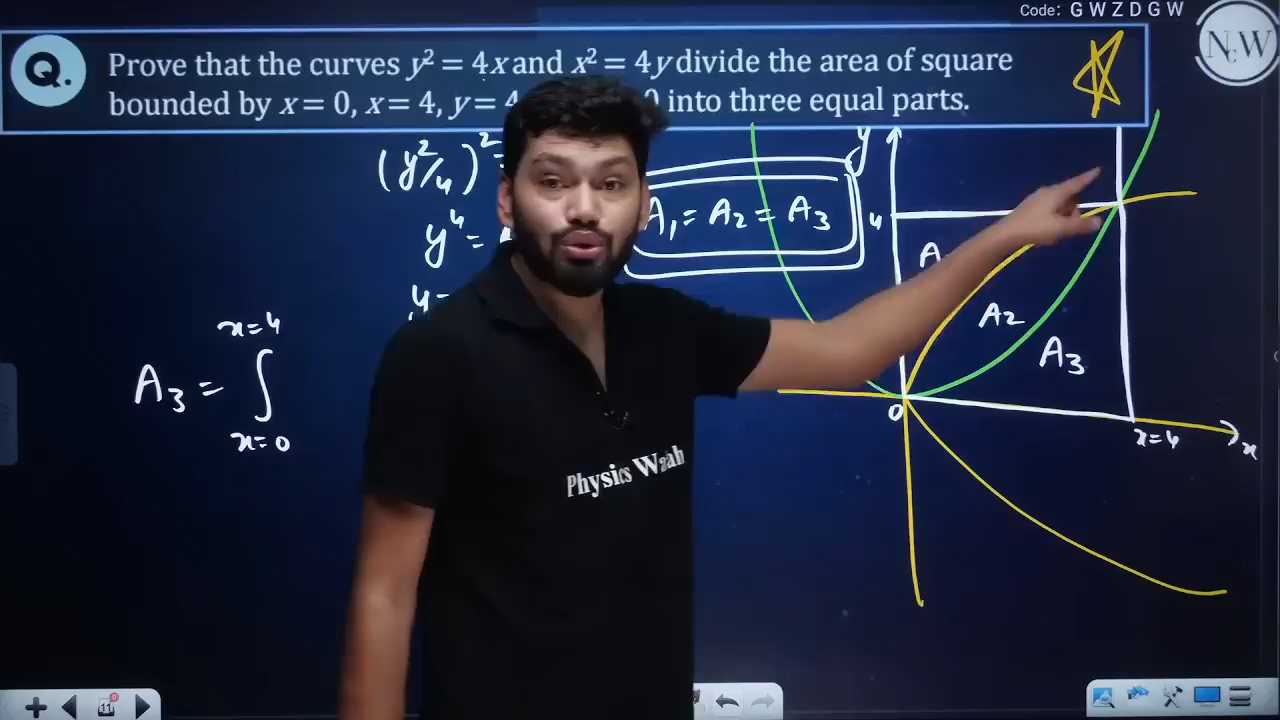 Code: G W Z D G W
NCW
Q.
Prove that the curves y² = 4x and x² = 4y divide the area of square
bounded by x = 0, x = 4, y = 4 0 into three equal parts.
(y²/4)² =
y⁴ =
A₁ = A₂ = A₃
y
4
A
A₂
A₃
0
x=4
x
x=4
A₃ = ∫
x=0
Physics Wallah
11